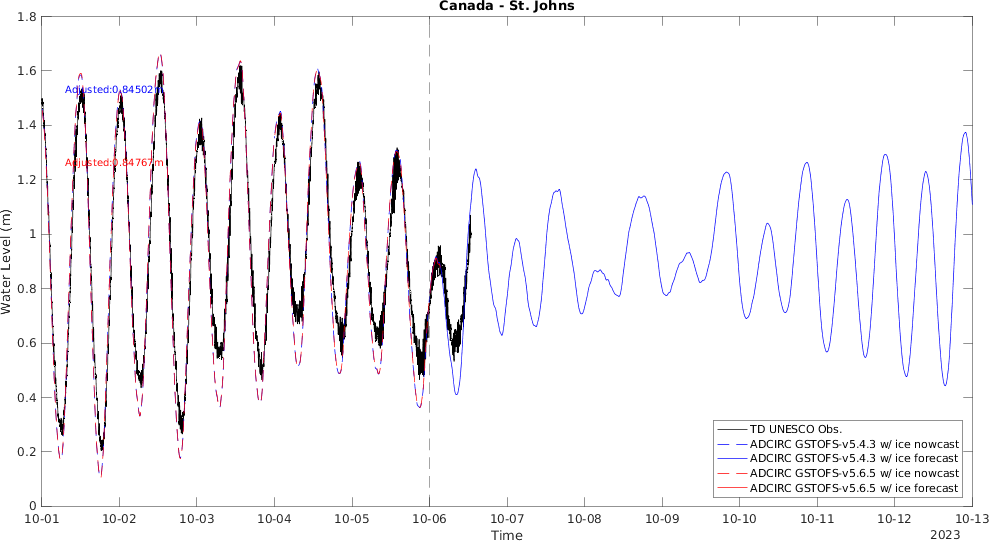 Canada - St. Johns
1.8
1.6
1.4
1.2
1
0.8
0.6
0.4
0.2
0
Water Level (m)
Adjusted:0.84502m
Adjusted:0.84767m
TD UNESCO Obs.
ADCIRC GSTOFS-v5.4.3 w/ ice nowcast
ADCIRC GSTOFS-v5.4.3 w/ ice forecast
ADCIRC GSTOFS-v5.6.5 w/ ice nowcast
ADCIRC GSTOFS-v5.6.5 w/ ice forecast
10-01 10-02 10-03 10-04 10-05 10-06 10-07 10-08 10-09 10-10 10-11 10-12 10-13
Time
2023